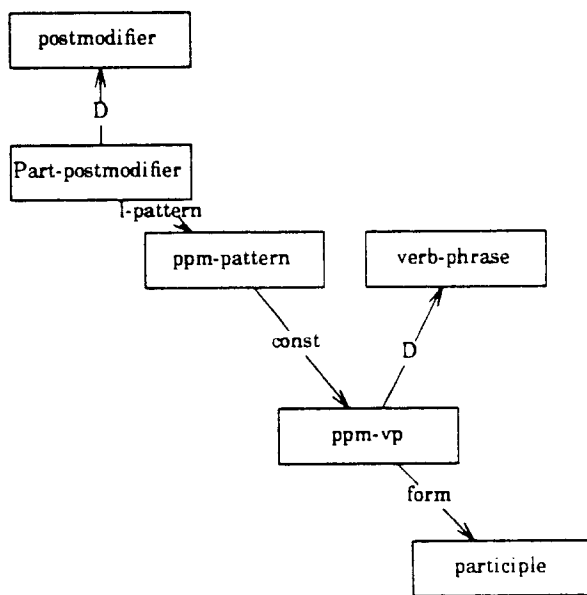 postmodifier
D
Part-postmodifier
l-pattern
ppm-pattern
verb-phrase
const
D
ppm-vp
form
participle